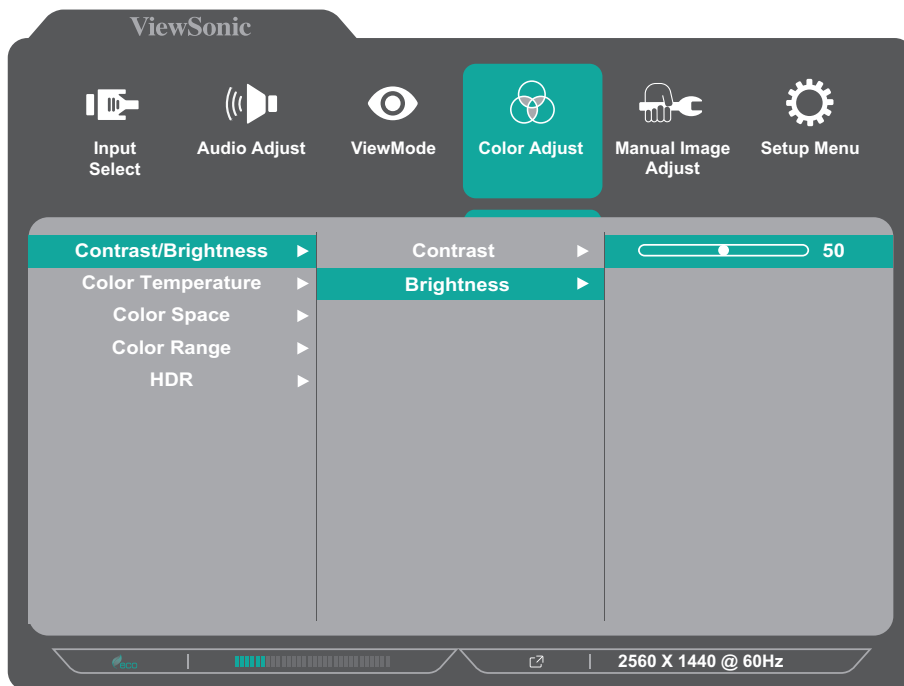 ViewSonic
Input Select
Audio Adjust
ViewMode
Color Adjust
Manual Image Adjust
Setup Menu
Contrast/Brightness
Contrast
50
Color Temperature
Brightness
Color Space
Color Range
HDR
eco
2560 X 1440 @ 60Hz